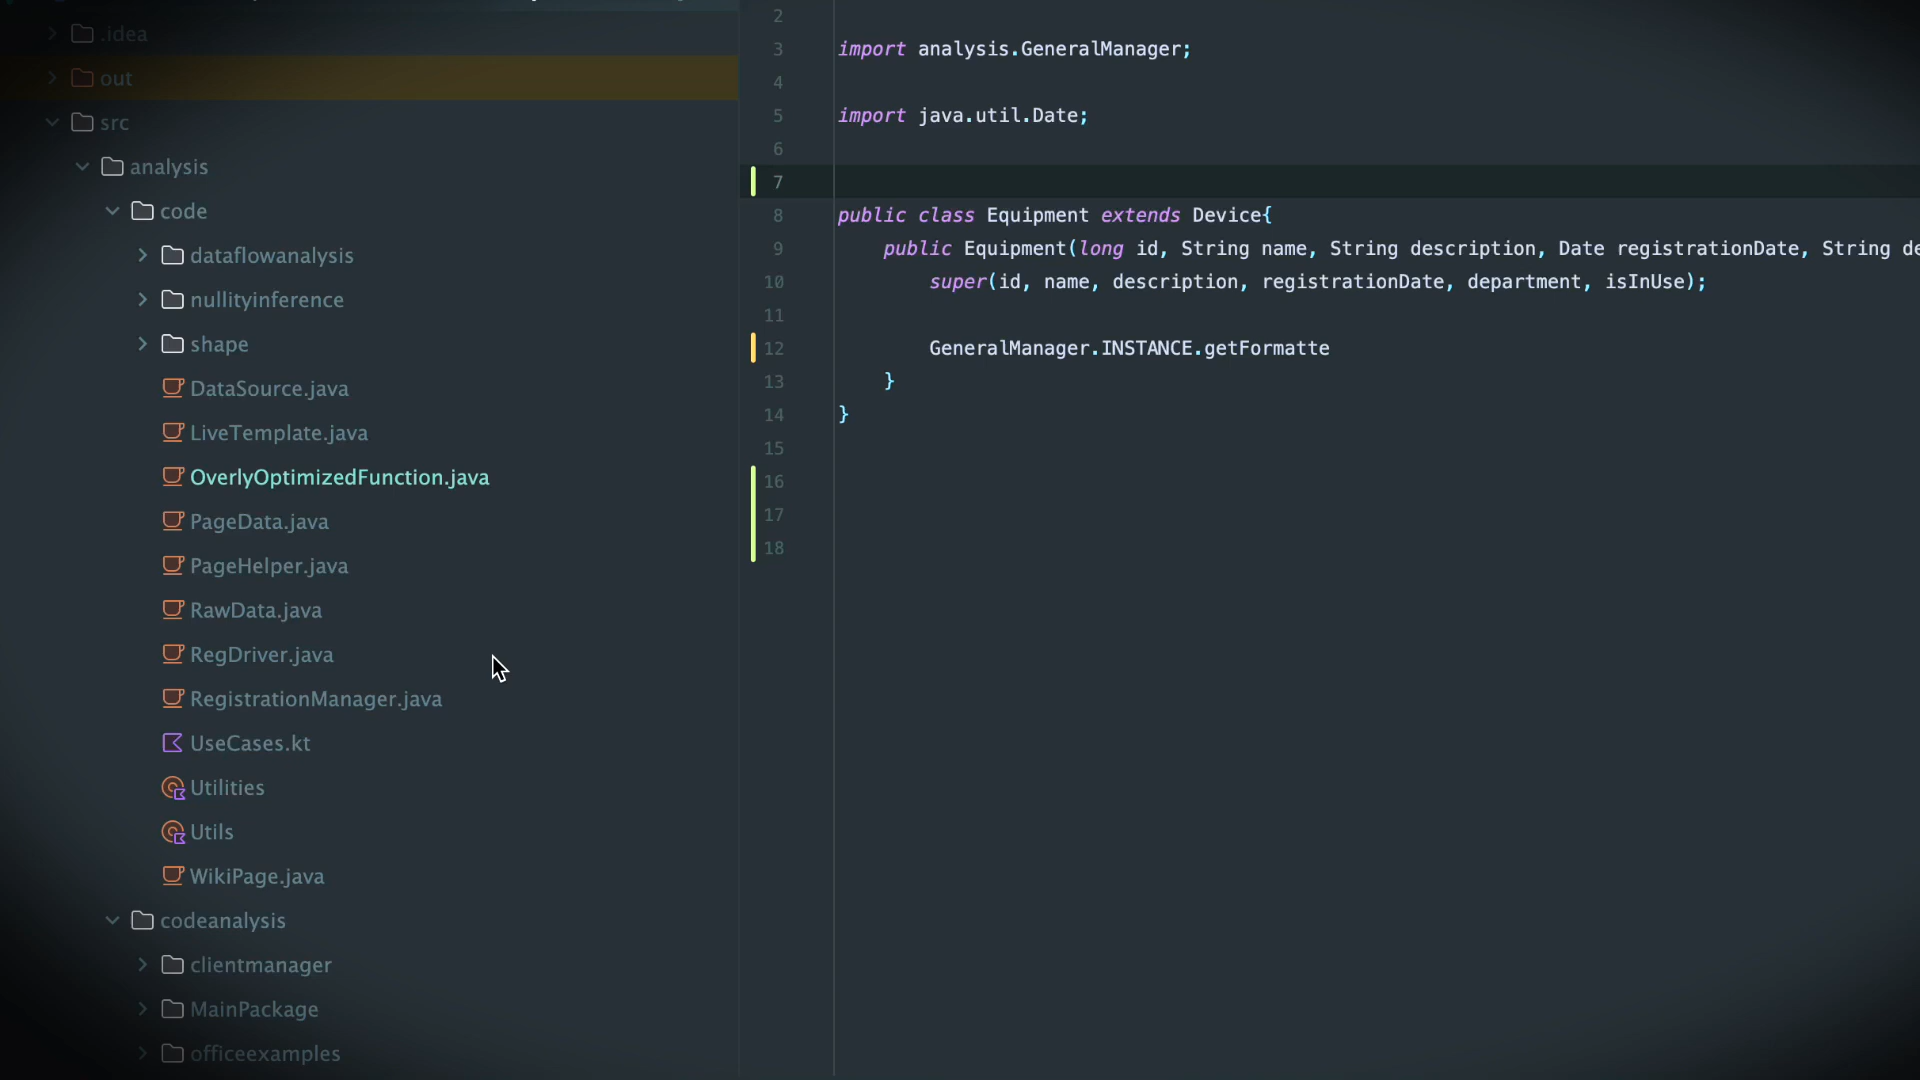 .idea
out
src
analysis
code
dataflowanalysis
nullityinference
shape
DataSource.java
LiveTemplate.java
OverlyOptimizedFunction.java
PageData.java
PageHelper.java
RawData.java
RegDriver.java
RegistrationManager.java
UseCases.kt
Utilities
Utils
WikiPage.java
codeanalysis
clientmanager
MainPackage
officeexamples
2
3 import analysis.GeneralManager;
4
5 import java.util.Date;
6
7
8 public class Equipment extends Device{
9 public Equipment(long id, String name, String description, Date registrationDate, String de
10 super(id, name, description, registrationDate, department, isInUse);
11
12 GeneralManager.INSTANCE.getFormatte
13 }
14 }
15
16
17
18